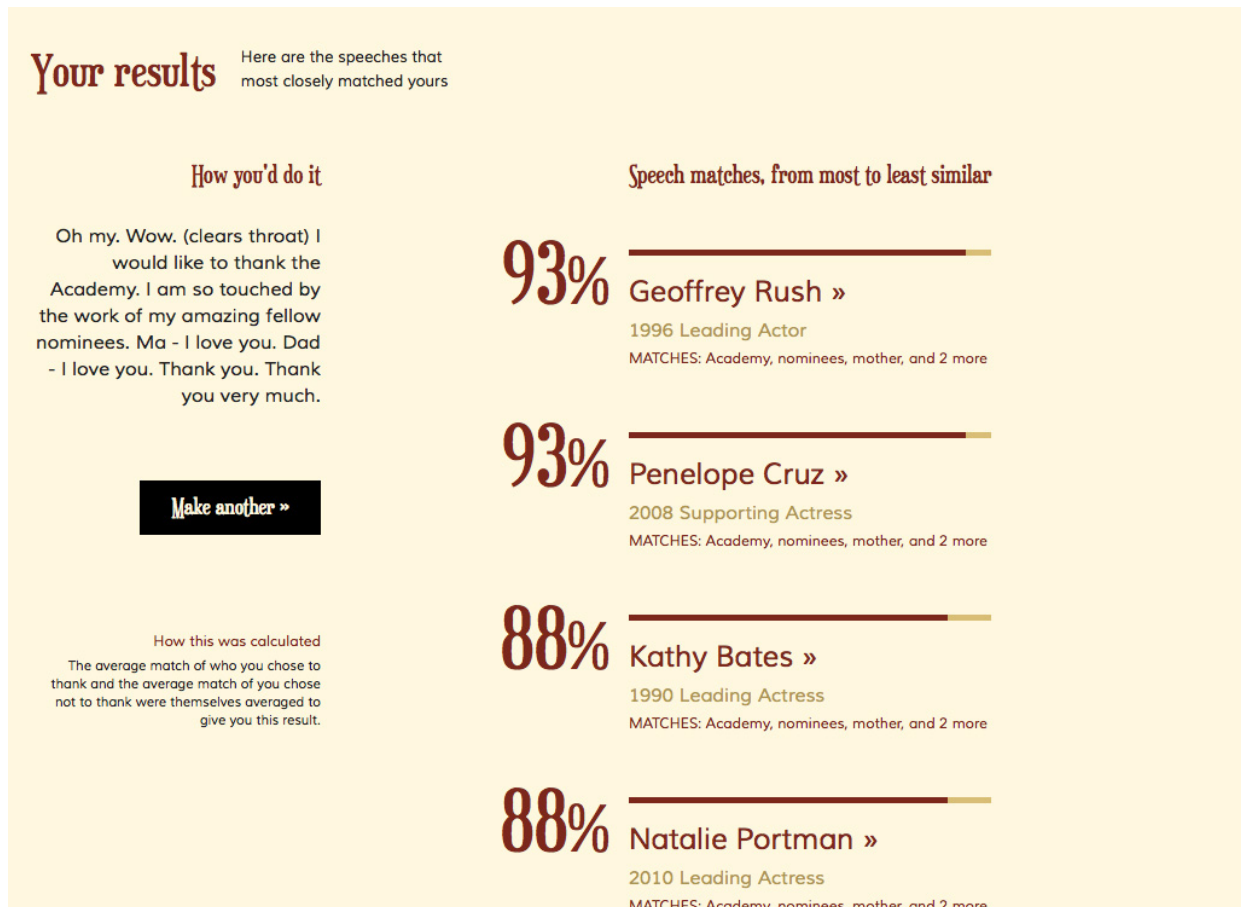 Your results
Here are the speeches that
most closely matched yours
How you'd do it
Oh my. Wow. (clears throat) I
would like to thank the
Academy. I am so touched by
the work of my amazing fellow
nominees. Ma - I love you. Dad
- I love you. Thank you. Thank
you very much.
Make another »
How this was calculated
The average match of who you chose to
thank and the average match of you chose
not to thank were themselves averaged to
give you this result.
Speech matches, from most to least similar
93%
Geoffrey Rush »
1996 Leading Actor
MATCHES: Academy, nominees, mother, and 2 more
93%
Penelope Cruz »
2008 Supporting Actress
MATCHES: Academy, nominees, mother, and 2 more
88%
Kathy Bates »
1990 Leading Actress
MATCHES: Academy, nominees, mother, and 2 more
88%
Natalie Portman »
2010 Leading Actress
MATCHES: Academy, nominees, mother, and 2 more